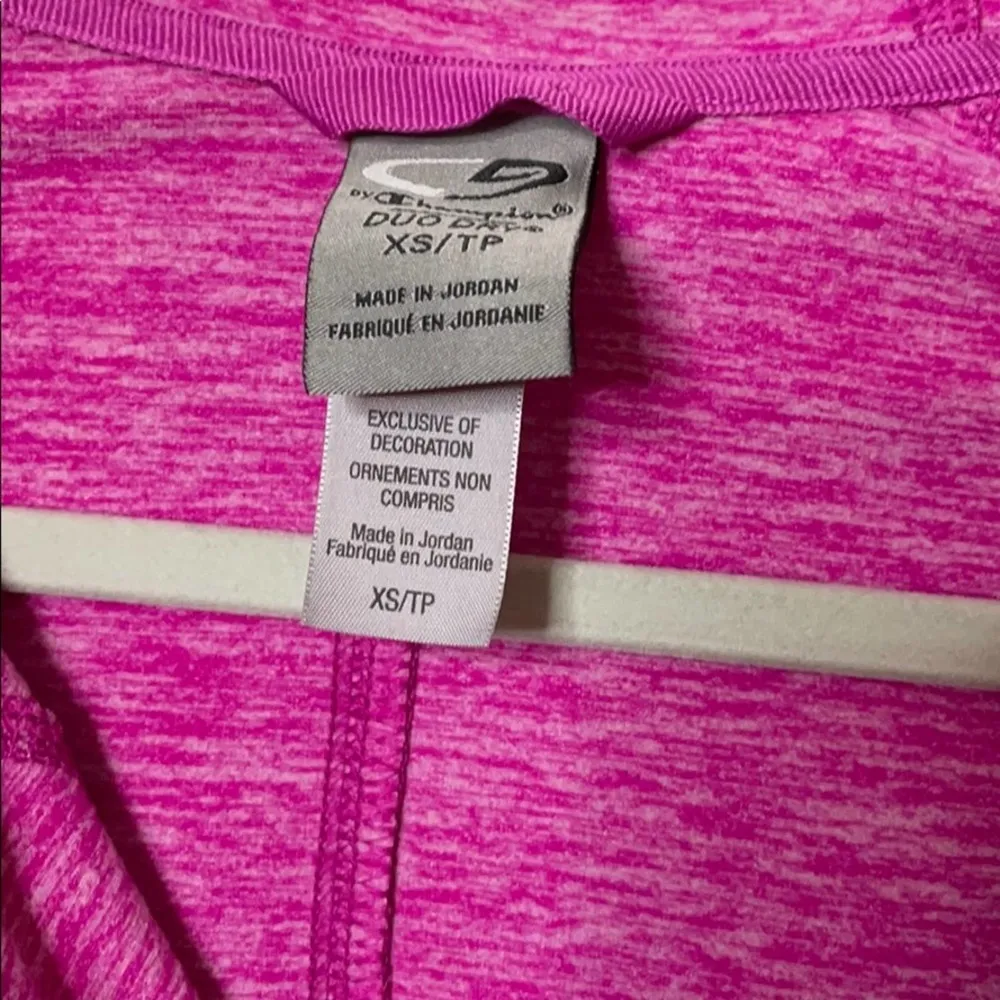 BY Champion®
DUO DRY®
XS/TP
MADE IN JORDAN
FABRIQUÉ EN JORDANIE
EXCLUSIVE OF
DECORATION
ORNEMENTS NON
COMPRIS
Made in Jordan
Fabriqué en Jordanie
XS/TP